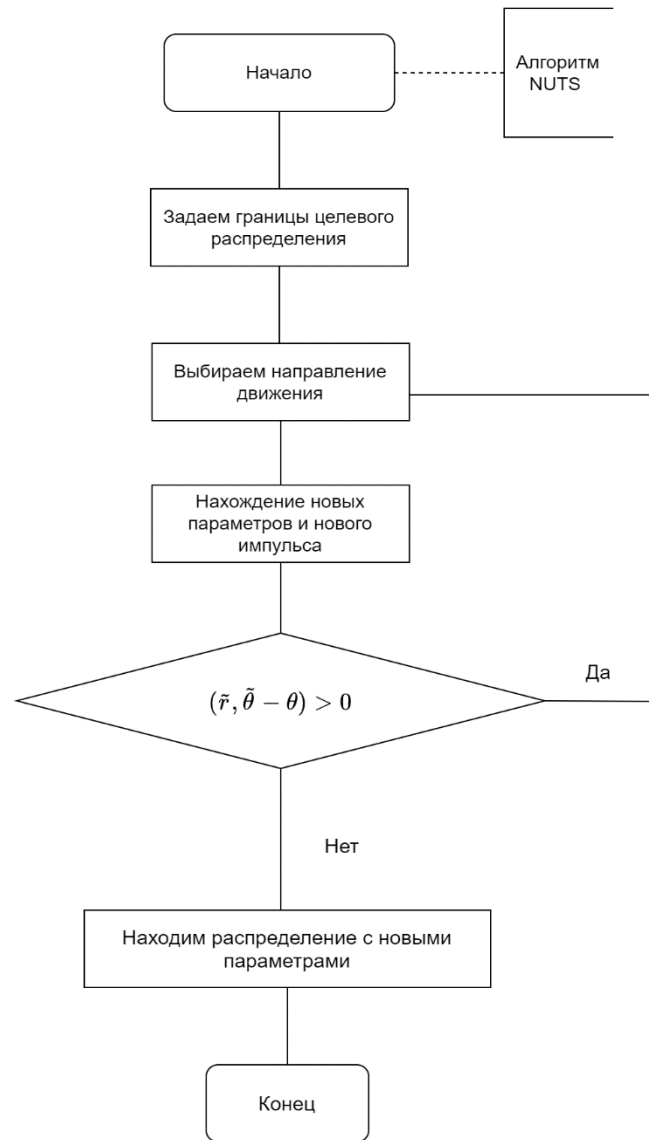 Начало
Алгоритм
NUTS
Задаем границы целевого
распределения
Выбираем направление
движения
Нахождение новых
параметров и нового
импульса
(r̃, θ̃ − θ) > 0
Да
Нет
Находим распределение с новыми
параметрами
Конец